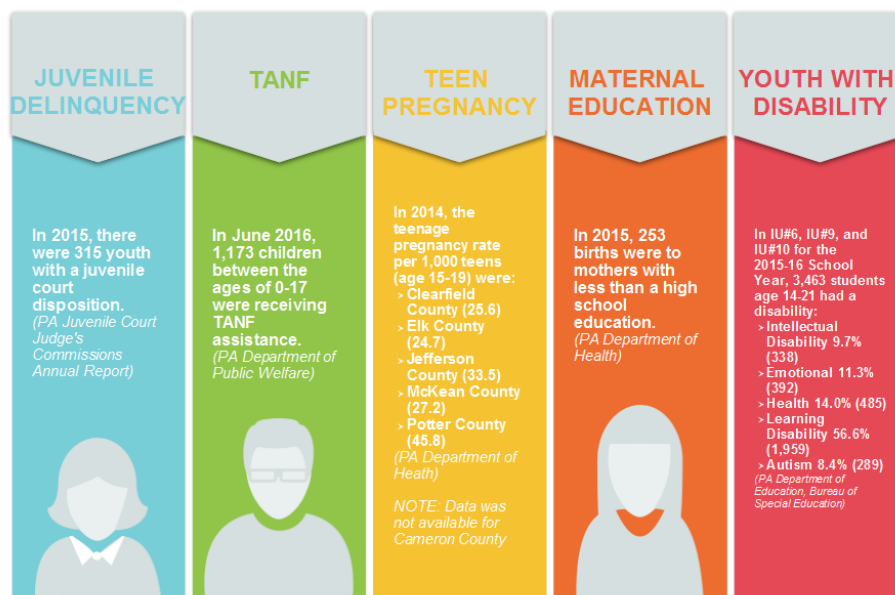 JUVENILE
DELINQUENCY
In 2015, there
were 315 youth
with a juvenile
court
disposition.
(PA Juvenile Court
Judge's
Commissions
Annual Report)
TANF
In June 2016,
1,173 children
between the
ages of 0-17
were receiving
TANF
assistance.
(PA Department of
Public Welfare)
TEEN
PREGNANCY
In 2014, the
teenage
pregnancy rate
per 1,000 teens
(age 15-19) were:
> Clearfield
County (25.6)
> Elk County
(24.7)
> Jefferson
County (33.5)
> McKean County
(27.2)
> Potter County
(45.8)
(PA Department of
Heath)
NOTE: Data was
not available for
Cameron County
MATERNAL
EDUCATION
In 2015, 253
births were to
mothers with
less than a high
school
education.
(PA Department of
Health)
YOUTH WITH
DISABILITY
In IU#6, IU#9, and
IU#10 for the
2015-16 School
Year, 3,463 students
age 14-21 had a
disability:
> Intellectual
Disability 9.7%
(338)
> Emotional 11.3%
(392)
> Health 14.0% (485)
> Learning
Disability 56.6%
(1,959)
> Autism 8.4% (289)
(PA Department of
Education, Bureau of
Special Education)